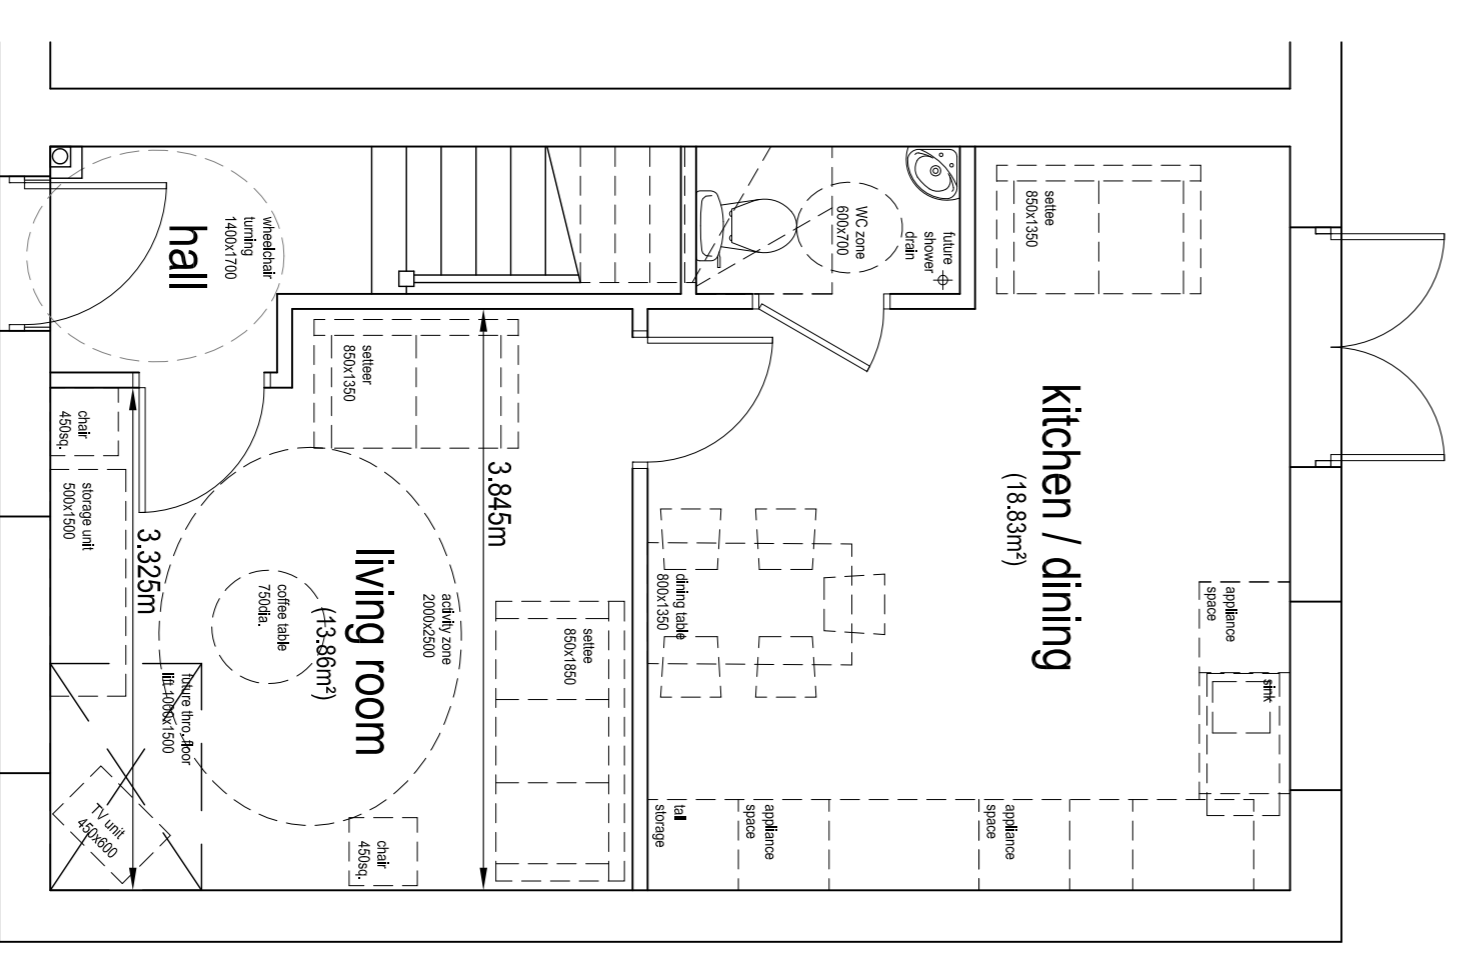 hall
wheelchair
turning
1400x1700
WC zone
600x700
future
shower
drain
settee
850x1350
setteer
850x1350
3.845m
kitchen / dining
(18.83m²)
chair
450sq.
storage unit
500x1500
3.325m
living room
(13.86m²)
coffee table
750dia.
activity zone
2000x2500
settee
850x1850
dining table
800x1350
appliance
space
sink
future thro, floor
lift 1000x1500
TV unit
450x600
chair
450sq.
tall
storage
appliance
space
appliance
space